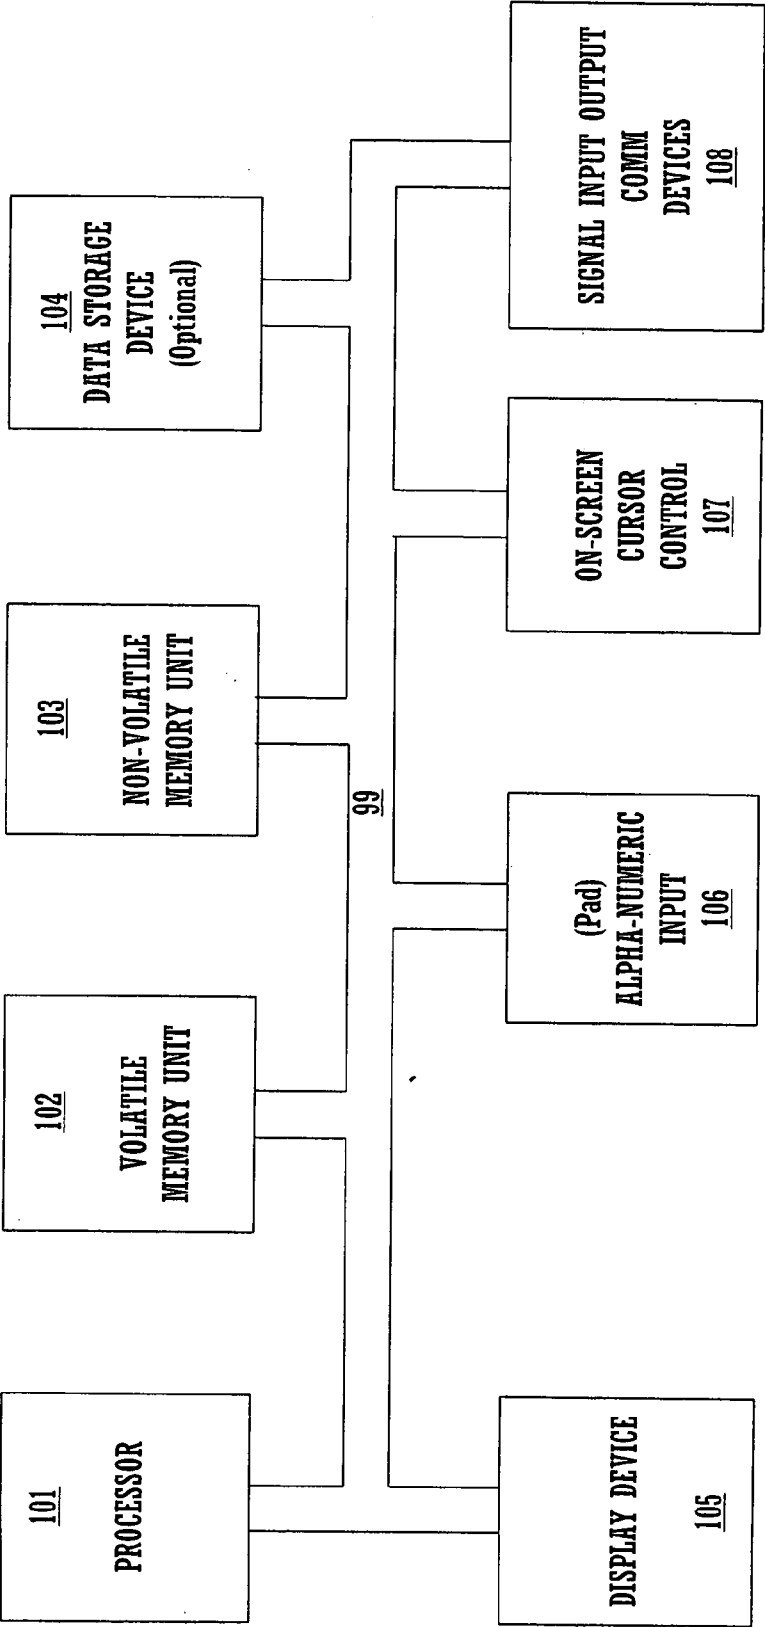 101
PROCESSOR
102
VOLATILE
MEMORY UNIT
103
NON-VOLATILE
MEMORY UNIT
104
DATA STORAGE
DEVICE
(Optional)
99
DISPLAY DEVICE
105
(Pad)
ALPHA-NUMERIC
INPUT
106
ON-SCREEN
CURSOR
CONTROL
107
SIGNAL INPUT OUTPUT
COMM
DEVICES
108